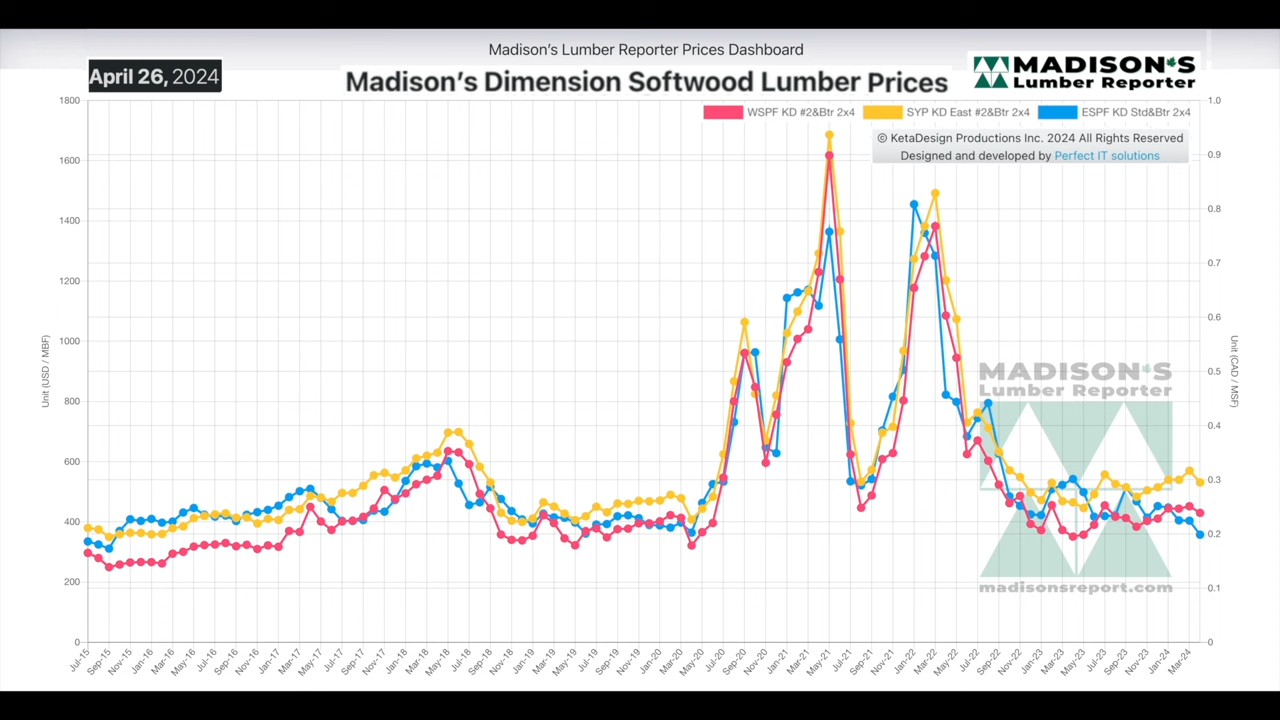 Madison's Lumber Reporter Prices Dashboard
April 26, 2024
Madison's Dimension Softwood Lumber Prices
MADISON'S
Lumber Reporter
WSPF KD #2&Btr 2x4
SYP KD East #2&Btr 2x4
ESPF KD Std&Btr 2x4
© KetaDesign Productions Inc. 2024 All Rights Reserved
Designed and developed by Perfect IT solutions
1800
1600
1400
1200
1000
800
600
400
200
0
Unit (USD / MBF)
1.0
0.9
0.8
0.7
0.6
0.5
0.4
0.3
0.2
0.1
0
Unit (CAD / MSF)
MADISON'S
Lumber Reporter
madisonsreport.com
Jul-15
Sep-15
Nov-15
Jan-16
Mar-16
May-16
Jul-16
Sep-16
Nov-16
Jan-17
Mar-17
May-17
Jul-17
Sep-17
Nov-17
Jan-18
Mar-18
May-18
Jul-18
Sep-18
Nov-18
Jan-19
Mar-19
May-19
Jul-19
Sep-19
Nov-19
Jan-20
Mar-20
May-20
Jul-20
Sep-20
Nov-20
Jan-21
Mar-21
May-21
Jul-21
Sep-21
Nov-21
Jan-22
Mar-22
May-22
Jul-22
Sep-22
Nov-22
Jan-23
Mar-23
May-23
Jul-23
Sep-23
Nov-23
Jan-24
Mar-24